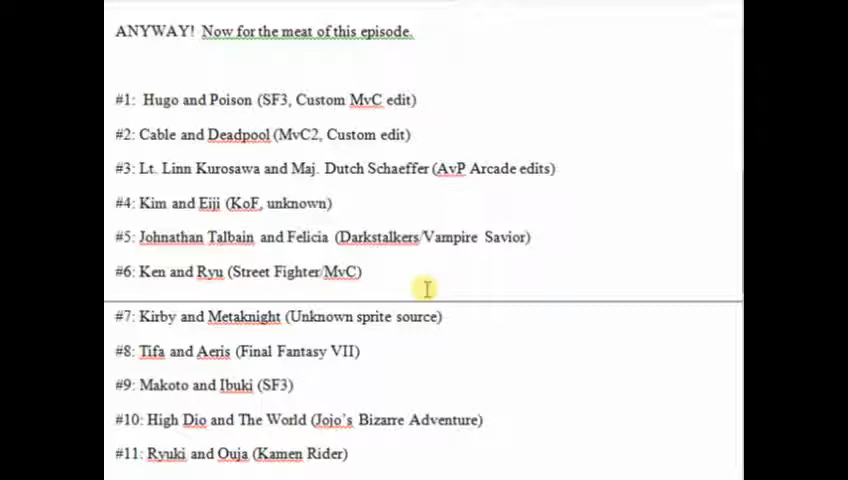 ANYWAY! Now for the meat of this episode.
#1: Hugo and Poison (SF3, Custom MvC edit)
#2: Cable and Deadpool (MvC2, Custom edit)
#3: Lt. Linn Kurosawa and Maj. Dutch Schaeffer (AvP Arcade edits)
#4: Kim and Eiji (KoF, unknown)
#5: Johnathan Talbain and Felicia (Darkstalkers/Vampire Savior)
#6: Ken and Ryu (Street Fighter/MvC)
#7: Kirby and Metaknight (Unknown sprite source)
#8: Tifa and Aeris (Final Fantasy VII)
#9: Makoto and Ibuki (SF3)
#10: High Dio and The World (Jojo’s Bizarre Adventure)
#11: Ryuki and Ouja (Kamen Rider)